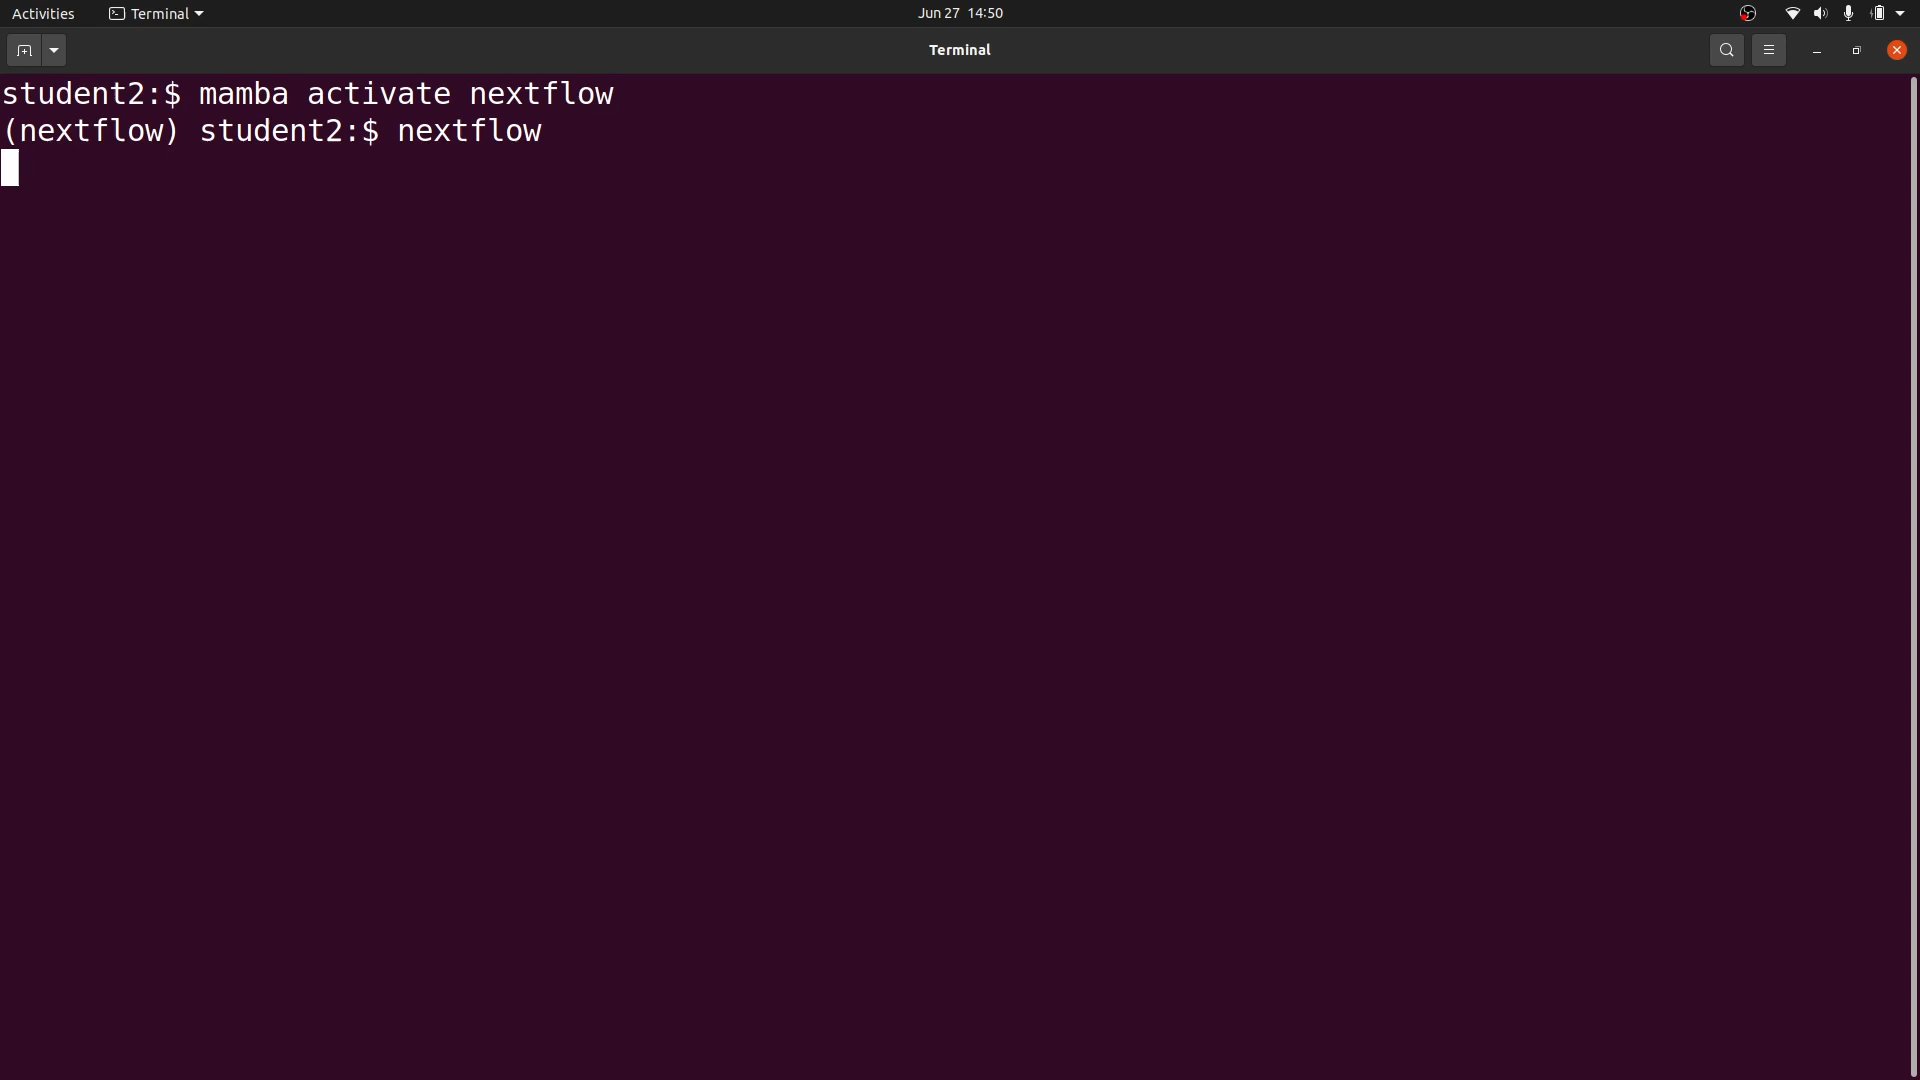 Activities Terminal Jun 27 14:50
Terminal
student2:$ mamba activate nextflow
(nextflow) student2:$ nextflow